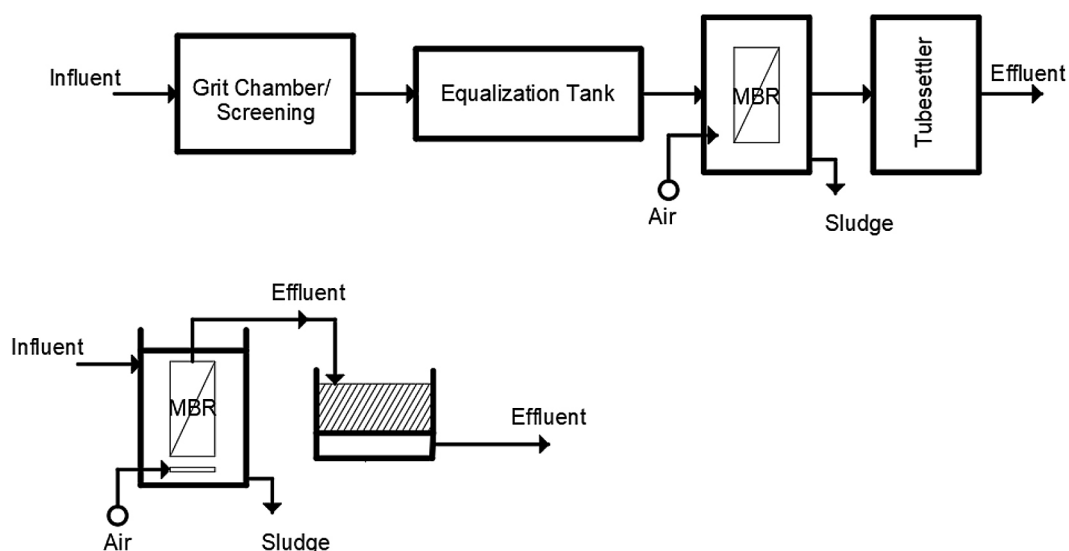 Influent
Grit Chamber/
Screening
Equalization Tank
MBR
Tubesettler
Effluent
Air
Sludge
Effluent
Influent
MBR
Effluent
Air
Sludge